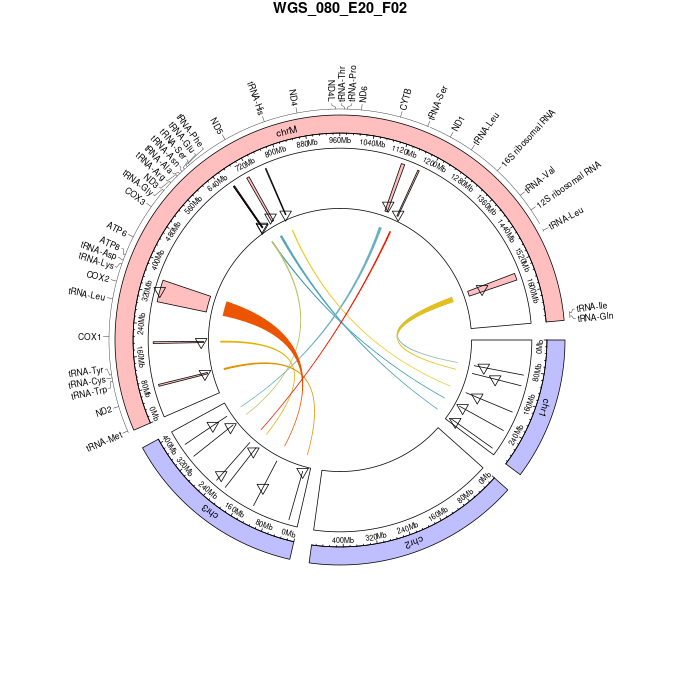 WGS_080_E20_F02
tRNA-Met
ND2
tRNA-Trp
tRNA-Cys
tRNA-Tyr
COX1
tRNA-Leu
COX2
tRNA-Lys
tRNA-Asp
ATP8
ATP6
COX3
tRNA-Gly
ND3
tRNA-Arg
tRNA-Ala
tRNA-Asn
tRNA-Ser
tRNA-Glu
tRNA-Phe
ND5
tRNA-His
ND4
ND4L
tRNA-Thr
tRNA-Pro
ND6
CYTB
tRNA-Ser
ND1
tRNA-Leu
16S ribosomal RNA
tRNA-Val
12S ribosomal RNA
tRNA-Leu
tRNA-Ile
tRNA-Gln
chrM
0Mb
80Mb
160Mb
240Mb
320Mb
400Mb
480Mb
560Mb
640Mb
720Mb
800Mb
880Mb
960Mb
1040Mb
1120Mb
1200Mb
1280Mb
1360Mb
1440Mb
1520Mb
1600Mb
chr1
0Mb
80Mb
160Mb
240Mb
chr2
0Mb
80Mb
160Mb
240Mb
320Mb
400Mb
chr3
0Mb
80Mb
160Mb
240Mb
320Mb
400Mb